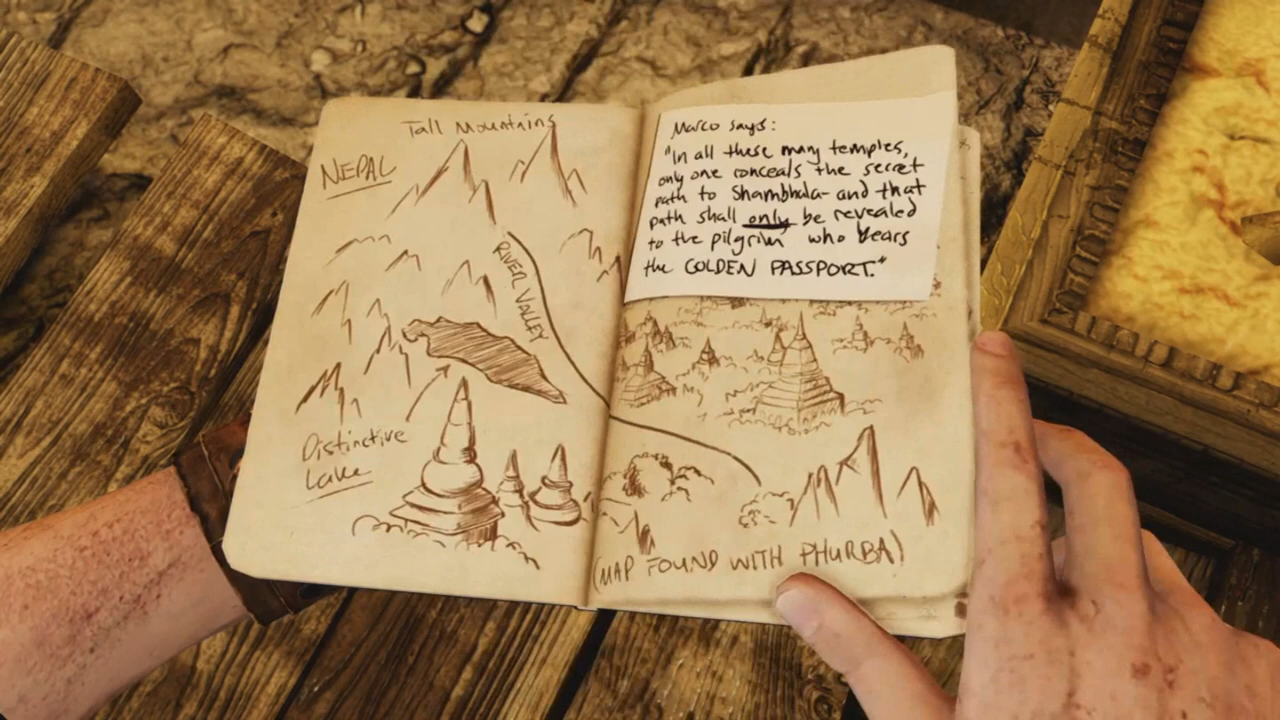 Tall Mountains
NEPAL
RIVER VALLEY
Distinctive
Lake
Marco says:
"In all these many temples,
only one conceals the secret
path to Shambhala- and that
path shall only be revealed
to the pilgrim who bears
the GOLDEN PASSPORT."
(MAP FOUND WITH PHURBA)